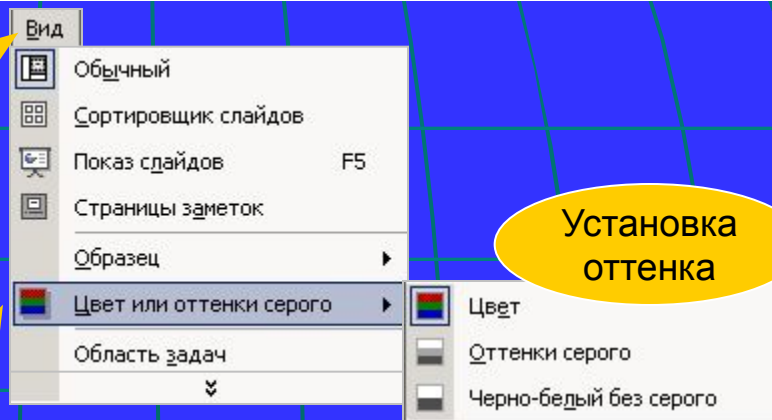 Вид
Обычный
Сортировщик слайдов
Показ слайдов F5
Страницы заметок
Образец
Цвет или оттенки серого
Область задач
Установка
оттенка
Цвет
Оттенки серого
Черно-белый без серого